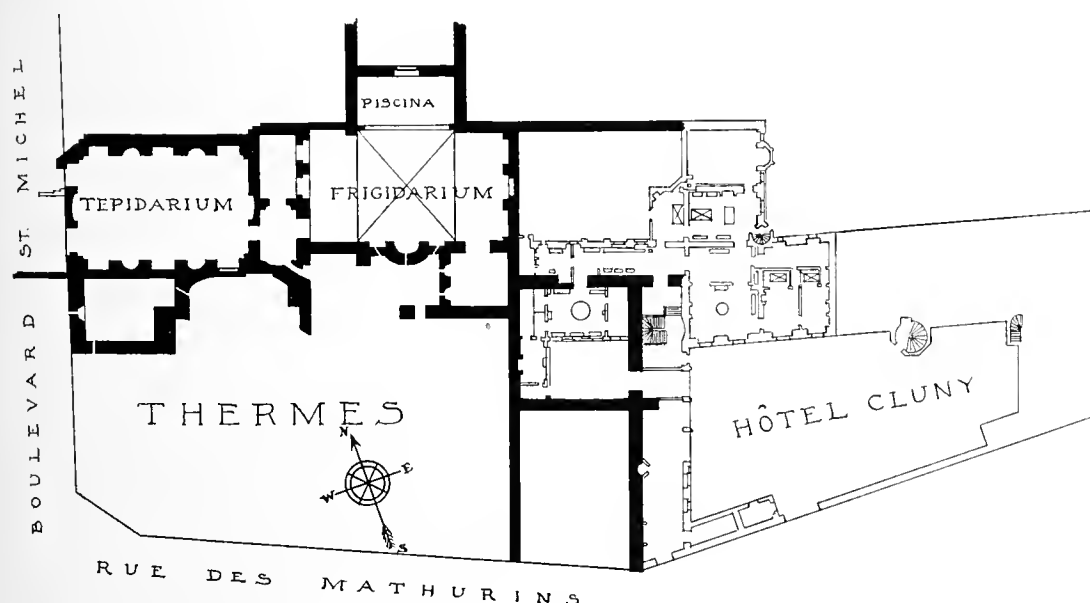 PISCINA
TEPIDARIUM
FRIGIDARIUM
BOULEVARD ST. MICHEL
THERMES
HÔTEL CLUNY
N
E
W
S
RUE DES MATHURINS